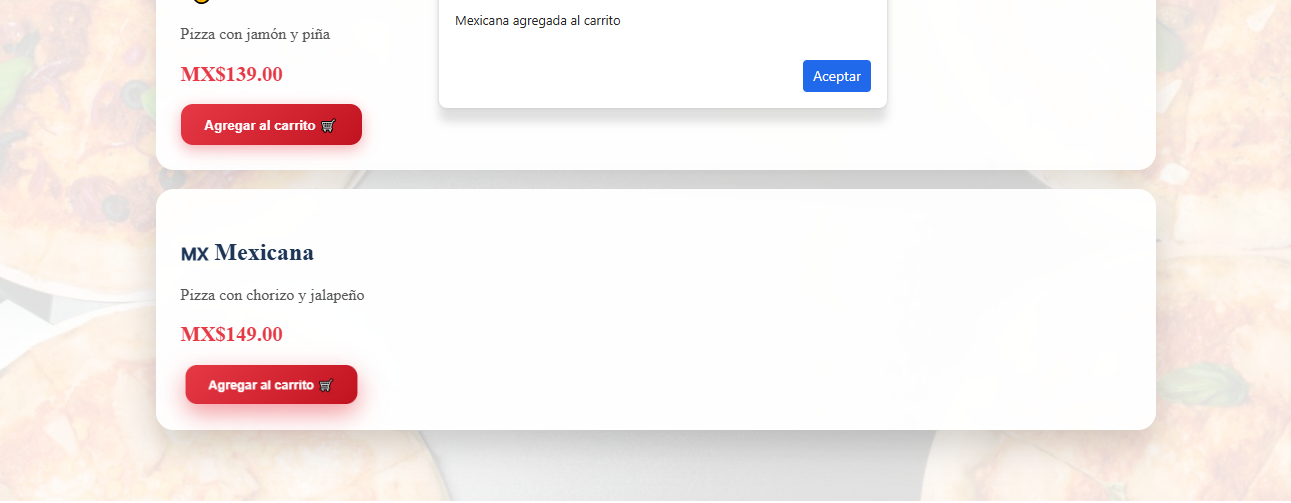 Mexicana agregada al carrito
Aceptar
Pizza con jamón y piña
MX$139.00
Agregar al carrito 🛒
MX Mexicana
Pizza con chorizo y jalapeño
MX$149.00
Agregar al carrito 🛒